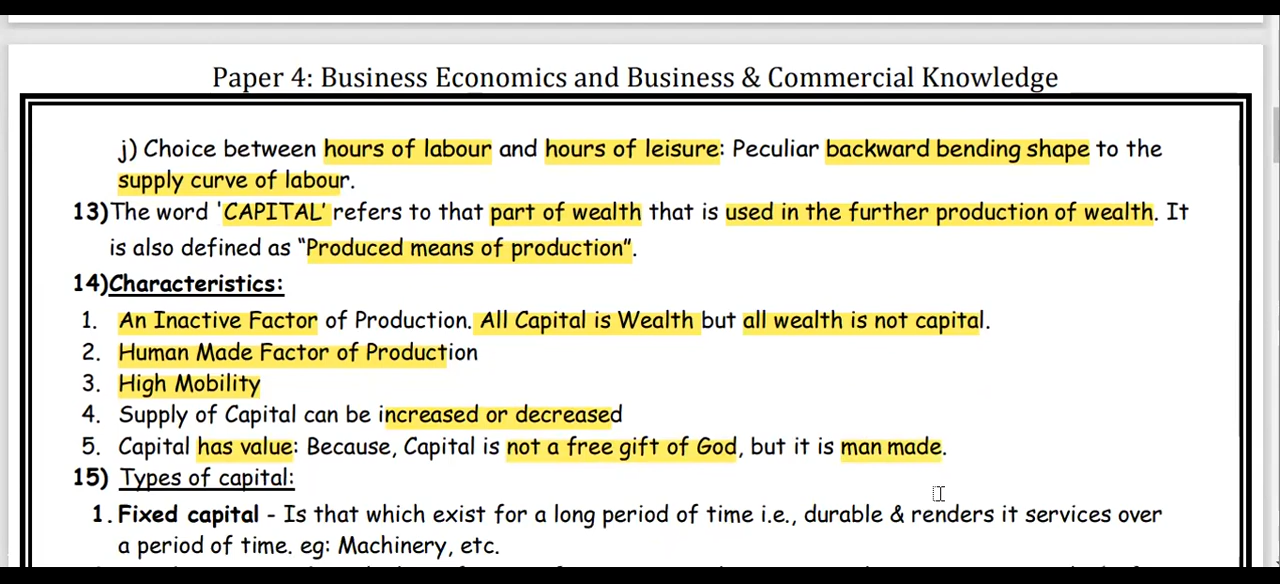 Paper 4: Business Economics and Business & Commercial Knowledge
j) Choice between hours of labour and hours of leisure: Peculiar backward bending shape to the
supply curve of labour.
13)The word 'CAPITAL' refers to that part of wealth that is used in the further production of wealth. It
is also defined as “Produced means of production”.
14)Characteristics:
1. An Inactive Factor of Production. All Capital is Wealth but all wealth is not capital.
2. Human Made Factor of Production
3. High Mobility
4. Supply of Capital can be increased or decreased
5. Capital has value: Because, Capital is not a free gift of God, but it is man made.
15) Types of capital:
1. Fixed capital - Is that which exist for a long period of time i.e., durable & renders it services over
a period of time. eg: Machinery, etc.